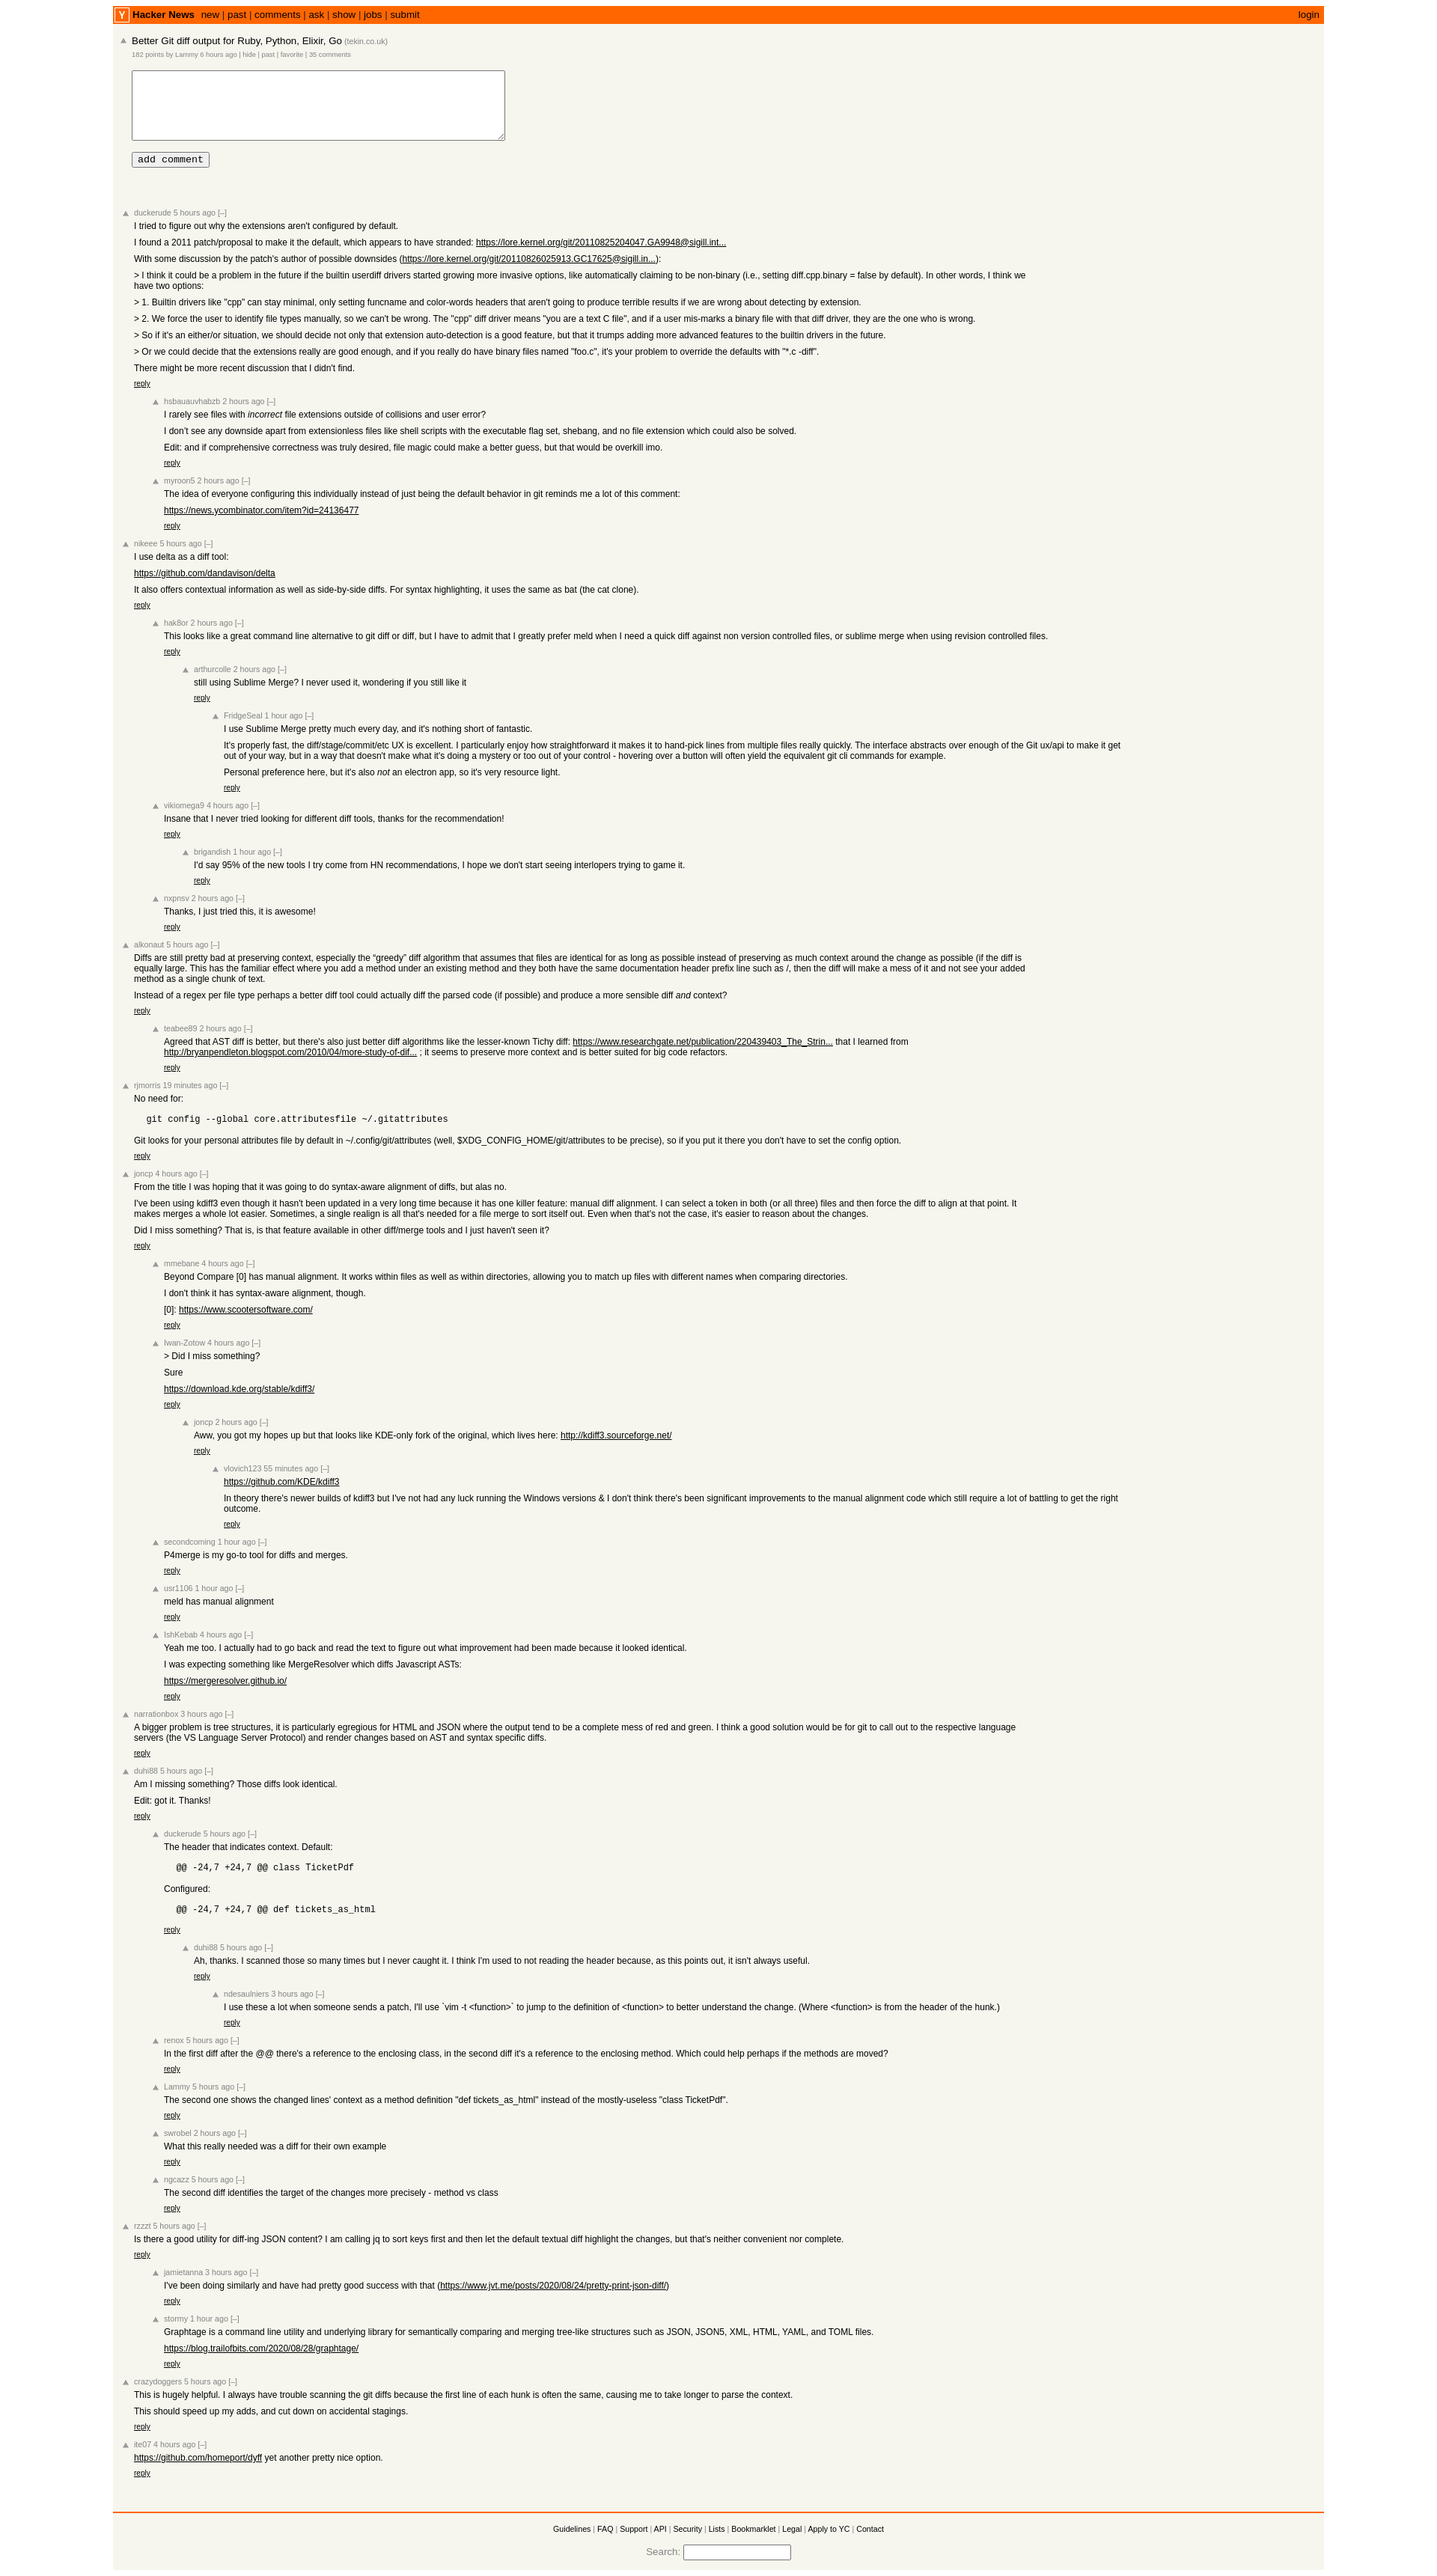 Y Hacker News new | past | comments | ask | show | jobs | submit login
Better Git diff output for Ruby, Python, Elixir, Go (tekin.co.uk)
182 points by Lammy 6 hours ago | hide | past | favorite | 35 comments
add comment
duckerude 5 hours ago [–]
I tried to figure out why the extensions aren't configured by default.
I found a 2011 patch/proposal to make it the default, which appears to have stranded: https://lore.kernel.org/git/20110825204047.GA9948@sigill.int...
With some discussion by the patch's author of possible downsides (https://lore.kernel.org/git/20110826025913.GC17625@sigill.in...):
> I think it could be a problem in the future if the builtin userdiff drivers started growing more invasive options, like automatically claiming to be non-binary (i.e., setting diff.cpp.binary = false by default). In other words, I think we
have two options:
> 1. Builtin drivers like "cpp" can stay minimal, only setting funcname and color-words headers that aren't going to produce terrible results if we are wrong about detecting by extension.
> 2. We force the user to identify file types manually, so we can't be wrong. The "cpp" diff driver means "you are a text C file", and if a user mis-marks a binary file with that diff driver, they are the one who is wrong.
> So if it's an either/or situation, we should decide not only that extension auto-detection is a good feature, but that it trumps adding more advanced features to the builtin drivers in the future.
> Or we could decide that the extensions really are good enough, and if you really do have binary files named "foo.c", it's your problem to override the defaults with "*.c -diff".
There might be more recent discussion that I didn't find.
reply
hsbauauvhabzb 2 hours ago [–]
I rarely see files with incorrect file extensions outside of collisions and user error?
I don't see any downside apart from extensionless files like shell scripts with the executable flag set, shebang, and no file extension which could also be solved.
Edit: and if comprehensive correctness was truly desired, file magic could make a better guess, but that would be overkill imo.
reply
myroon5 2 hours ago [–]
The idea of everyone configuring this individually instead of just being the default behavior in git reminds me a lot of this comment:
https://news.ycombinator.com/item?id=24136477
reply
nikeee 5 hours ago [–]
I use delta as a diff tool:
https://github.com/dandavison/delta
It also offers contextual information as well as side-by-side diffs. For syntax highlighting, it uses the same as bat (the cat clone).
reply
hak8or 2 hours ago [–]
This looks like a great command line alternative to git diff or diff, but I have to admit that I greatly prefer meld when I need a quick diff against non version controlled files, or sublime merge when using revision controlled files.
reply
arthurcolle 2 hours ago [–]
still using Sublime Merge? I never used it, wondering if you still like it
reply
FridgeSeal 1 hour ago [–]
I use Sublime Merge pretty much every day, and it's nothing short of fantastic.
It's properly fast, the diff/stage/commit/etc UX is excellent. I particularly enjoy how straightforward it makes it to hand-pick lines from multiple files really quickly. The interface abstracts over enough of the Git ux/api to make it get
out of your way, but in a way that doesn't make what it's doing a mystery or too out of your control - hovering over a button will often yield the equivalent git cli commands for example.
Personal preference here, but it's also not an electron app, so it's very resource light.
reply
vikiomega9 4 hours ago [–]
Insane that I never tried looking for different diff tools, thanks for the recommendation!
reply
brigandish 1 hour ago [–]
I'd say 95% of the new tools I try come from HN recommendations, I hope we don't start seeing interlopers trying to game it.
reply
nxpnsv 2 hours ago [–]
Thanks, I just tried this, it is awesome!
reply
alkonaut 5 hours ago [–]
Diffs are still pretty bad at preserving context, especially the “greedy” diff algorithm that assumes that files are identical for as long as possible instead of preserving as much context around the change as possible (if the diff is
equally large. This has the familiar effect where you add a method under an existing method and they both have the same documentation header prefix line such as /, then the diff will make a mess of it and not see your added
method as a single chunk of text.
Instead of a regex per file type perhaps a better diff tool could actually diff the parsed code (if possible) and produce a more sensible diff and context?
reply
teabee89 2 hours ago [–]
Agreed that AST diff is better, but there's also just better diff algorithms like the lesser-known Tichy diff: https://www.researchgate.net/publication/220439403_The_Strin... that I learned from
http://bryanpendleton.blogspot.com/2010/04/more-study-of-dif... ; it seems to preserve more context and is better suited for big code refactors.
reply
rjmorris 19 minutes ago [–]
No need for:
git config --global core.attributesfile ~/.gitattributes
Git looks for your personal attributes file by default in ~/.config/git/attributes (well, $XDG_CONFIG_HOME/git/attributes to be precise), so if you put it there you don't have to set the config option.
reply
joncp 4 hours ago [–]
From the title I was hoping that it was going to do syntax-aware alignment of diffs, but alas no.
I've been using kdiff3 even though it hasn't been updated in a very long time because it has one killer feature: manual diff alignment. I can select a token in both (or all three) files and then force the diff to align at that point. It
makes merges a whole lot easier. Sometimes, a single realign is all that's needed for a file merge to sort itself out. Even when that's not the case, it's easier to reason about the changes.
Did I miss something? That is, is that feature available in other diff/merge tools and I just haven't seen it?
reply
mmebane 4 hours ago [–]
Beyond Compare [0] has manual alignment. It works within files as well as within directories, allowing you to match up files with different names when comparing directories.
I don't think it has syntax-aware alignment, though.
[0]: https://www.scootersoftware.com/
reply
Iwan-Zotow 4 hours ago [–]
> Did I miss something?
Sure
https://download.kde.org/stable/kdiff3/
reply
joncp 2 hours ago [–]
Aww, you got my hopes up but that looks like KDE-only fork of the original, which lives here: http://kdiff3.sourceforge.net/
reply
vlovich123 55 minutes ago [–]
https://github.com/KDE/kdiff3
In theory there's newer builds of kdiff3 but I've not had any luck running the Windows versions & I don't think there's been significant improvements to the manual alignment code which still require a lot of battling to get the right
outcome.
reply
secondcoming 1 hour ago [–]
P4merge is my go-to tool for diffs and merges.
reply
usr1106 1 hour ago [–]
meld has manual alignment
reply
IshKebab 4 hours ago [–]
Yeah me too. I actually had to go back and read the text to figure out what improvement had been made because it looked identical.
I was expecting something like MergeResolver which diffs Javascript ASTs:
https://mergeresolver.github.io/
reply
narrationbox 3 hours ago [–]
A bigger problem is tree structures, it is particularly egregious for HTML and JSON where the output tend to be a complete mess of red and green. I think a good solution would be for git to call out to the respective language
servers (the VS Language Server Protocol) and render changes based on AST and syntax specific diffs.
reply
duhi88 5 hours ago [–]
Am I missing something? Those diffs look identical.
Edit: got it. Thanks!
reply
duckerude 5 hours ago [–]
The header that indicates context. Default:
@@ -24,7 +24,7 @@ class TicketPdf
Configured:
@@ -24,7 +24,7 @@ def tickets_as_html
reply
duhi88 5 hours ago [–]
Ah, thanks. I scanned those so many times but I never caught it. I think I'm used to not reading the header because, as this points out, it isn't always useful.
reply
ndesaulniers 3 hours ago [–]
I use these a lot when someone sends a patch, I'll use `vim -t <function>` to jump to the definition of <function> to better understand the change. (Where <function> is from the header of the hunk.)
reply
renox 5 hours ago [–]
In the first diff after the @@ there's a reference to the enclosing class, in the second diff it's a reference to the enclosing method. Which could help perhaps if the methods are moved?
reply
Lammy 5 hours ago [–]
The second one shows the changed lines' context as a method definition "def tickets_as_html" instead of the mostly-useless "class TicketPdf".
reply
swrobel 2 hours ago [–]
What this really needed was a diff for their own example
reply
ngcazz 5 hours ago [–]
The second diff identifies the target of the changes more precisely - method vs class
reply
rzzzt 5 hours ago [–]
Is there a good utility for diff-ing JSON content? I am calling jq to sort keys first and then let the default textual diff highlight the changes, but that's neither convenient nor complete.
reply
jamietanna 3 hours ago [–]
I've been doing similarly and have had pretty good success with that (https://www.jvt.me/posts/2020/08/24/pretty-print-json-diff/)
reply
stormy 1 hour ago [–]
Graphtage is a command line utility and underlying library for semantically comparing and merging tree-like structures such as JSON, JSON5, XML, HTML, YAML, and TOML files.
https://blog.trailofbits.com/2020/08/28/graphtage/
reply
crazydoggers 5 hours ago [–]
This is hugely helpful. I always have trouble scanning the git diffs because the first line of each hunk is often the same, causing me to take longer to parse the context.
This should speed up my adds, and cut down on accidental stagings.
reply
ite07 4 hours ago [–]
https://github.com/homeport/dyff yet another pretty nice option.
reply
Guidelines | FAQ | Support | API | Security | Lists | Bookmarklet | Legal | Apply to YC | Contact
Search: